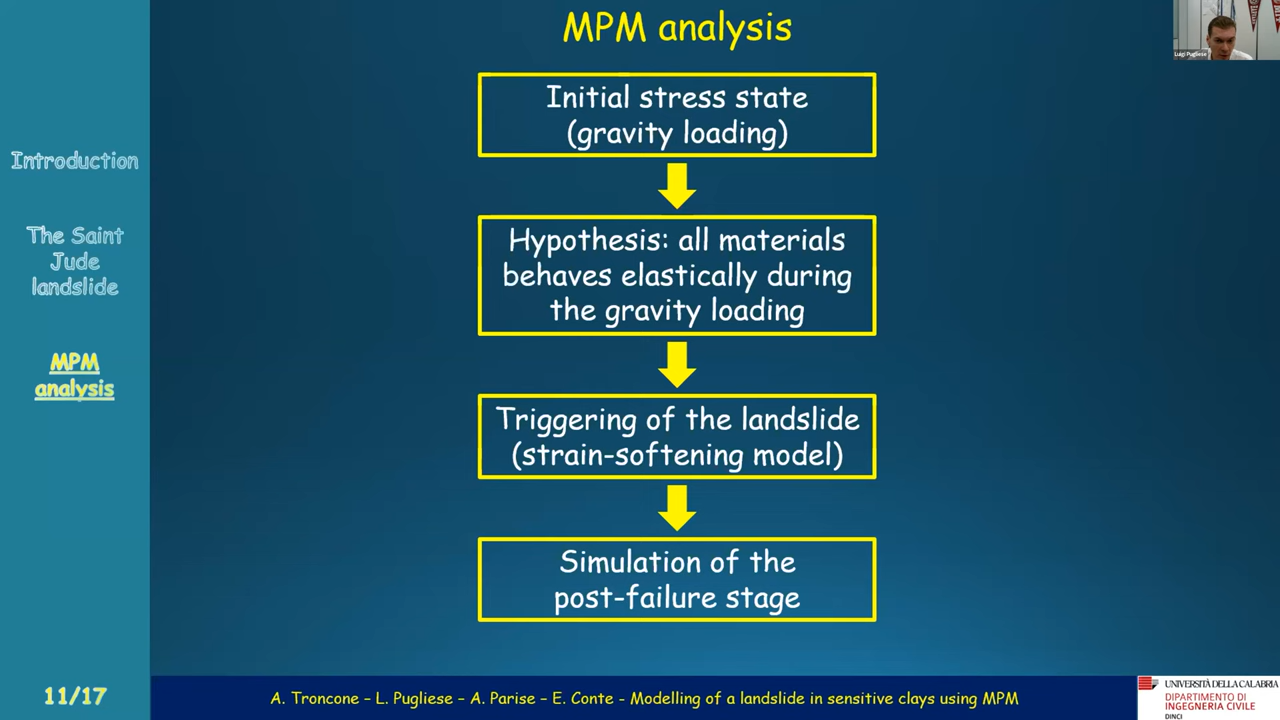 MPM analysis
Luigi Pugliese
Initial stress state
(gravity loading)
Hypothesis: all materials
behaves elastically during
the gravity loading
Triggering of the landslide
(strain-softening model)
Simulation of the
post-failure stage
Introduction
The Saint
Jude
landslide
MPM
analysis
11/17
A. Troncone – L. Pugliese – A. Parise – E. Conte - Modelling of a landslide in sensitive clays using MPM
UNIVERSITÀ DELLA CALABRIA
DIPARTIMENTO DI
INGEGNERIA CIVILE
DINCI